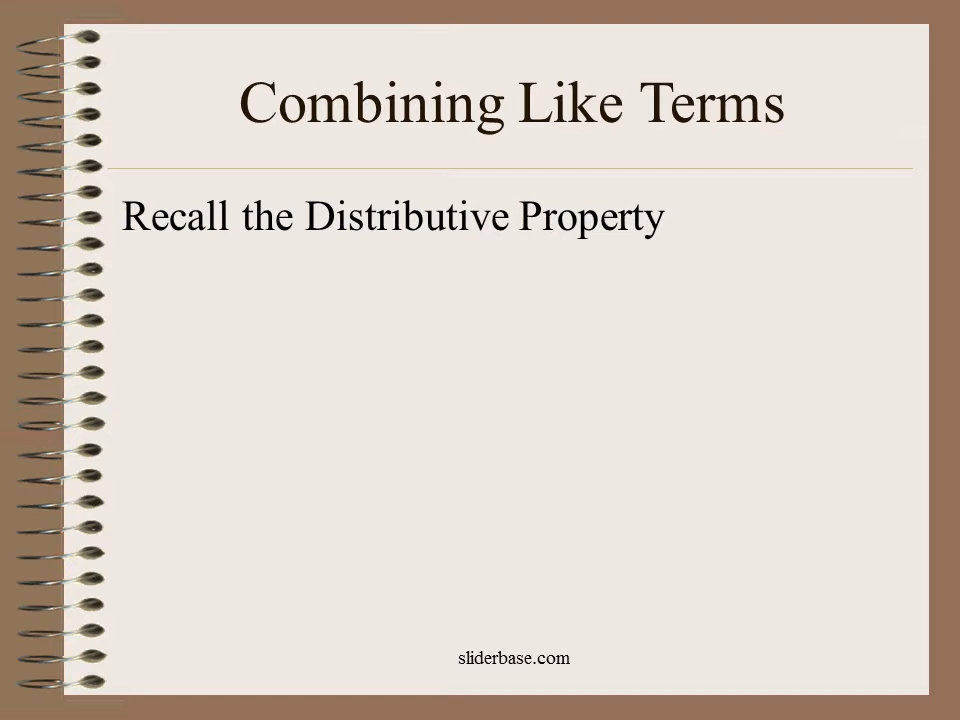 Combining Like Terms
Recall the Distributive Property
sliderbase.com